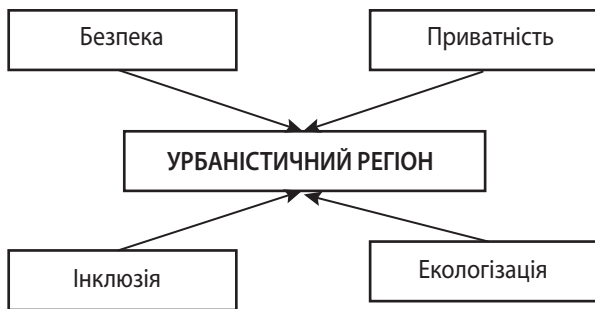 Безпека
Приватність
УРБАНІСТИЧНИЙ РЕГІОН
Інклюзія
Екологізація